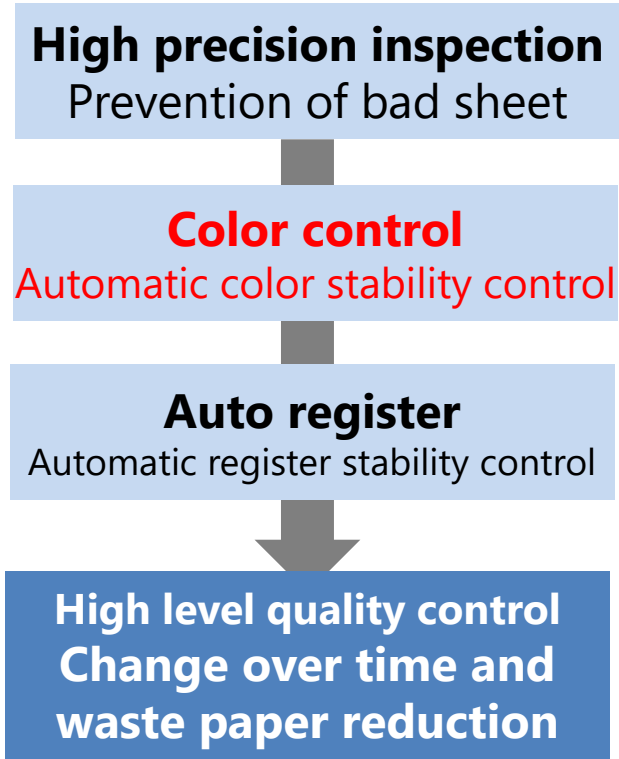 High precision inspection
Prevention of bad sheet
Color control
Automatic color stability control
Auto register
Automatic register stability control
High level quality control
Change over time and
waste paper reduction